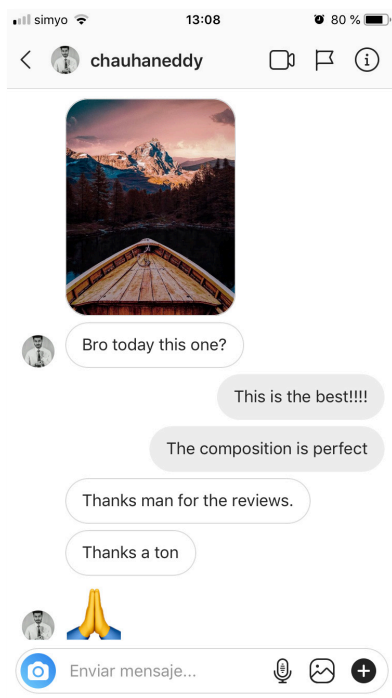 simyo 13:08 80 %
chauhaneddy
Bro today this one?
This is the best!!!!
The composition is perfect
Thanks man for the reviews.
Thanks a ton
Enviar mensaje...